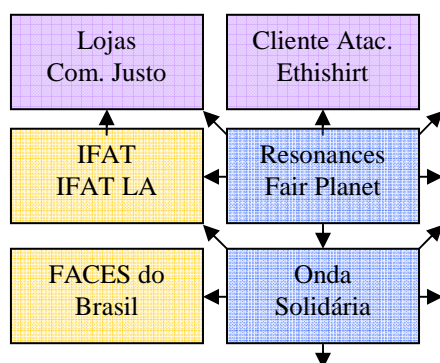 Lojas
Com. Justo
Cliente Atac.
Ethishirt
IFAT
IFAT LA
Resonances
Fair Planet
FACES do
Brasil
Onda
Solidária